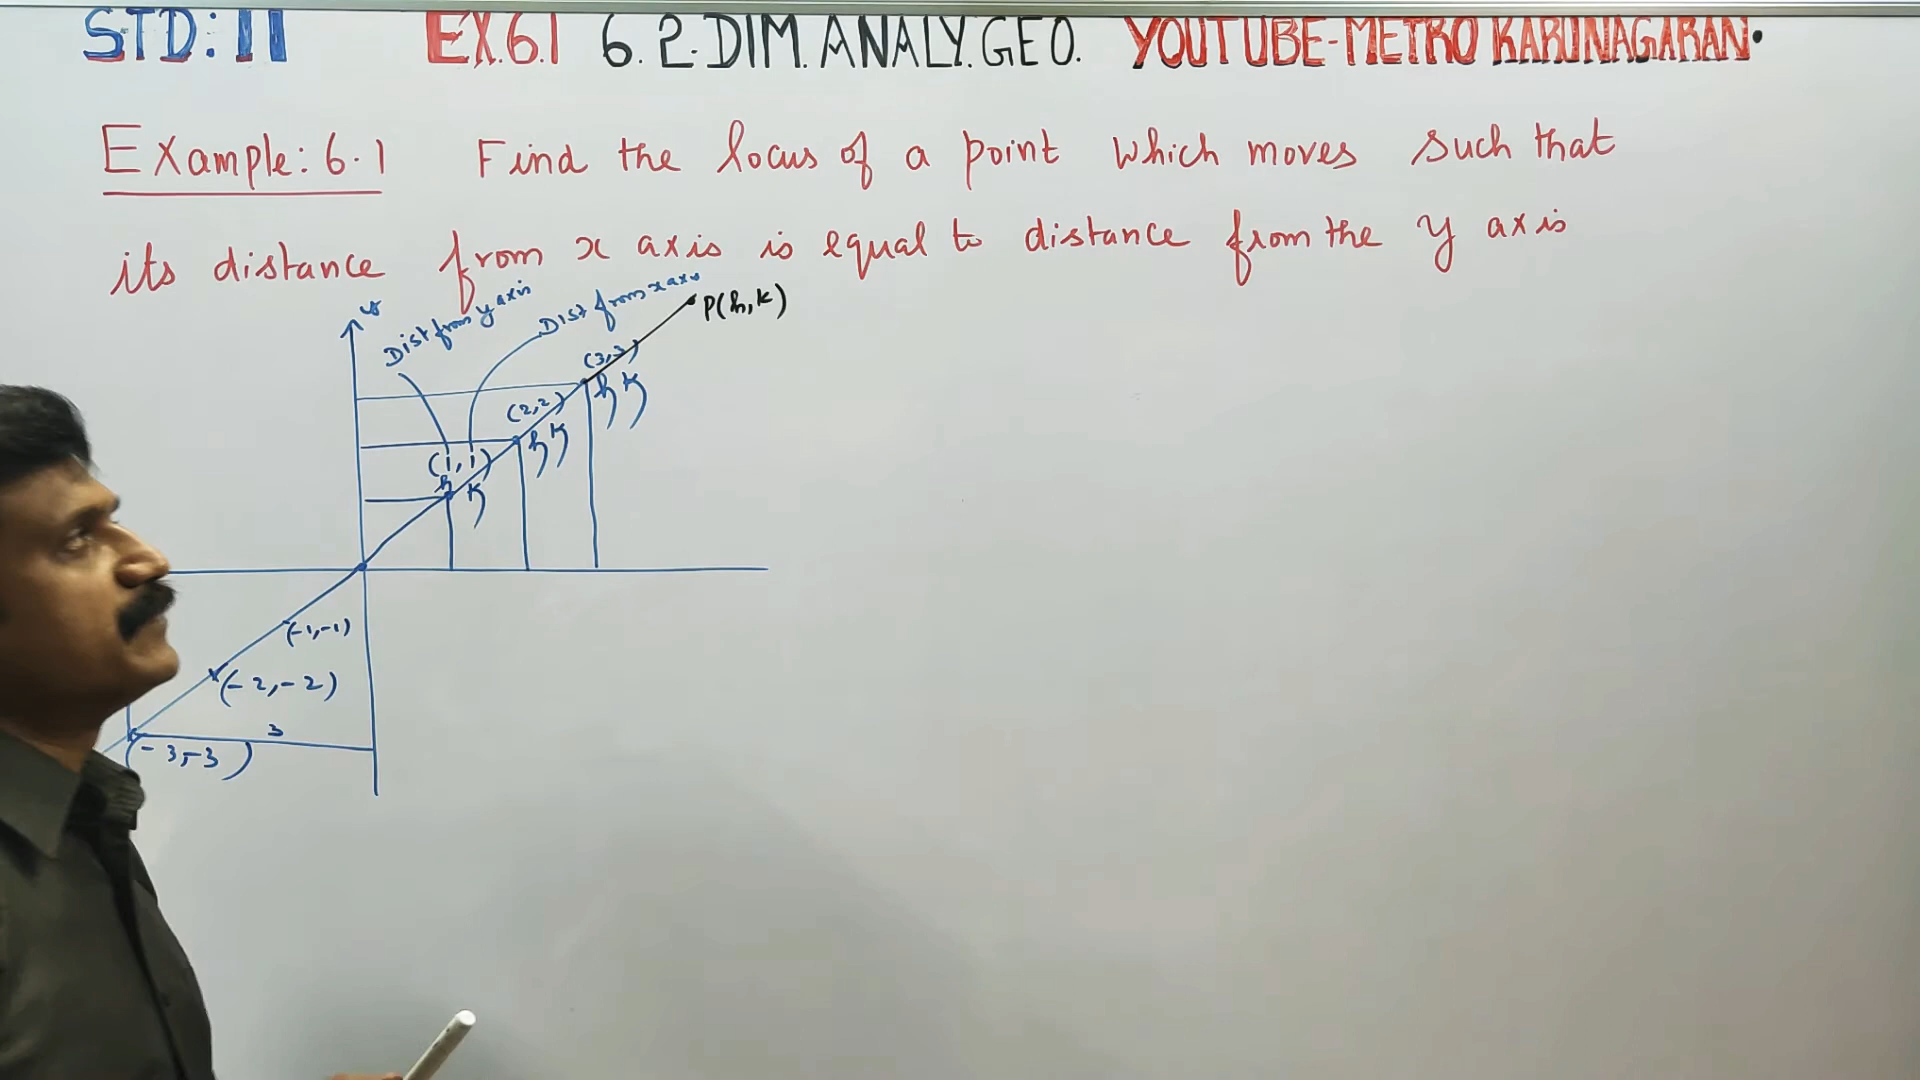 STD: 11 EX.6.1 6. 2-DIM. ANALY. GEO. YOUTUBE-METRO KARUNAGARAN.
Example: 6.1 Find the locus of a point which moves such that
its distance from x axis is equal to distance from the y axis
y
Dist from y axis
Dist from x axis
P(h,k)
(3,3)
h k
(2,2)
h k
(1,1)
h k
(-1,-1)
(-2,-2)
3
(-3,-3)